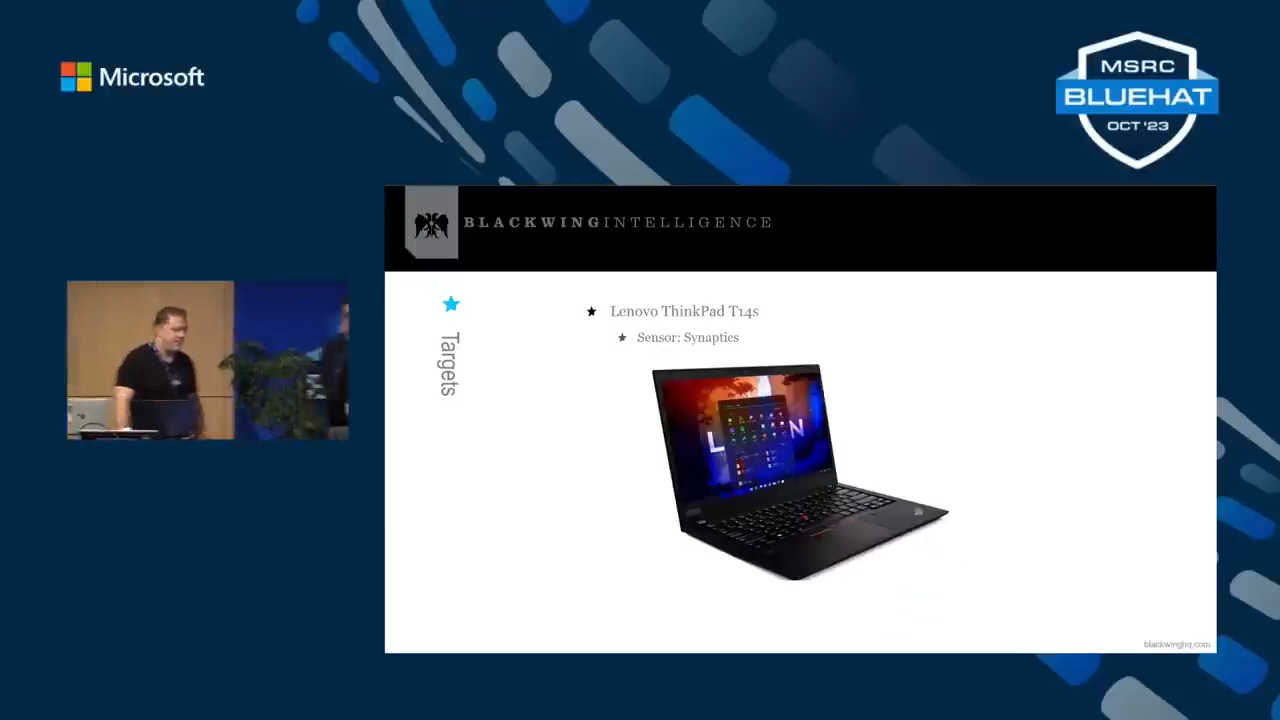 Microsoft
MSRC
BLUEHAT
OCT '23
BLACKWINGINTELLIGENCE
Targets
Lenovo ThinkPad T14s
Sensor: Synaptics
blackwinghq.com